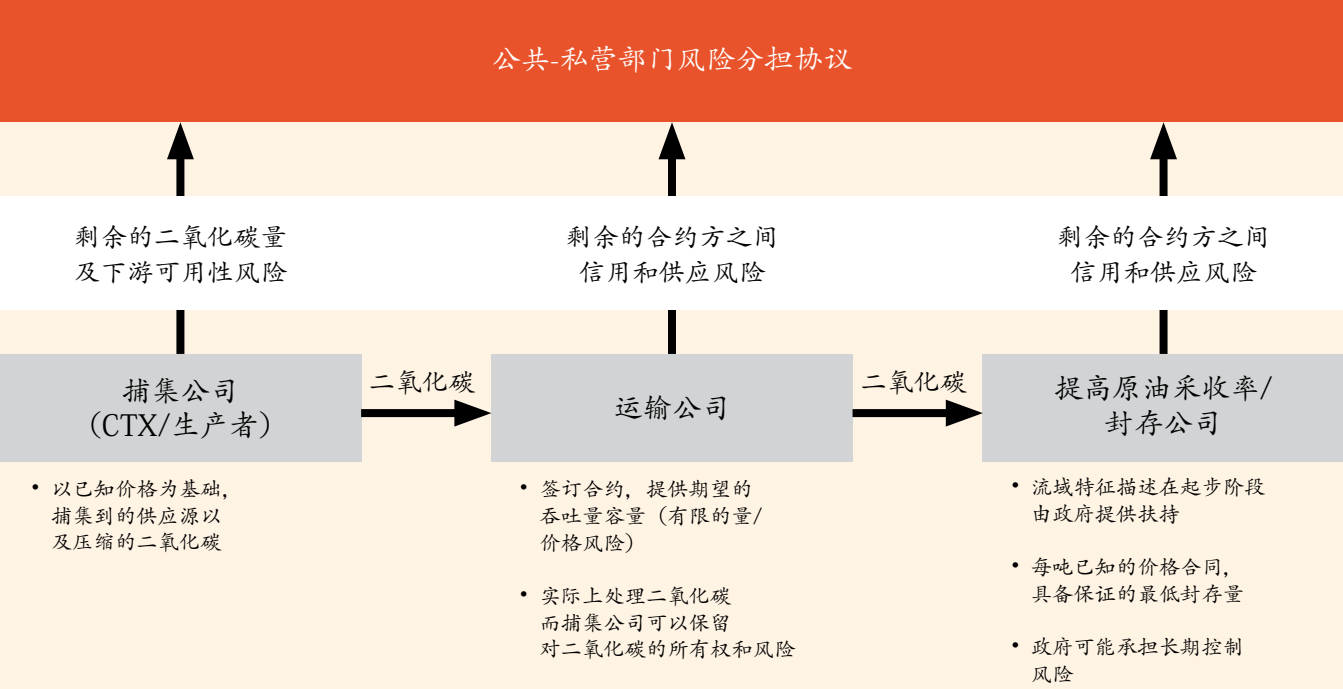 公共-私营部门风险分担协议
剩余的二氧化碳量
及下游可用性风险
剩余的合约方之间
信用和供应风险
剩余的合约方之间
信用和供应风险
捕集公司
（CTX/生产者）
二氧化碳
运输公司
二氧化碳
提高原油采收率/
封存公司
• 以已知价格为基础，
捕集到的供应源以
及压缩的二氧化碳
• 签订合约，提供期望的
吞吐量容量（有限的量/
价格风险）
• 实际上处理二氧化碳
而捕集公司可以保留
对二氧化碳的所有权和风险
• 流域特征描述在起步阶段
由政府提供扶持
• 每吨已知的价格合同，
具备保证的最低封存量
• 政府可能承担长期控制
风险